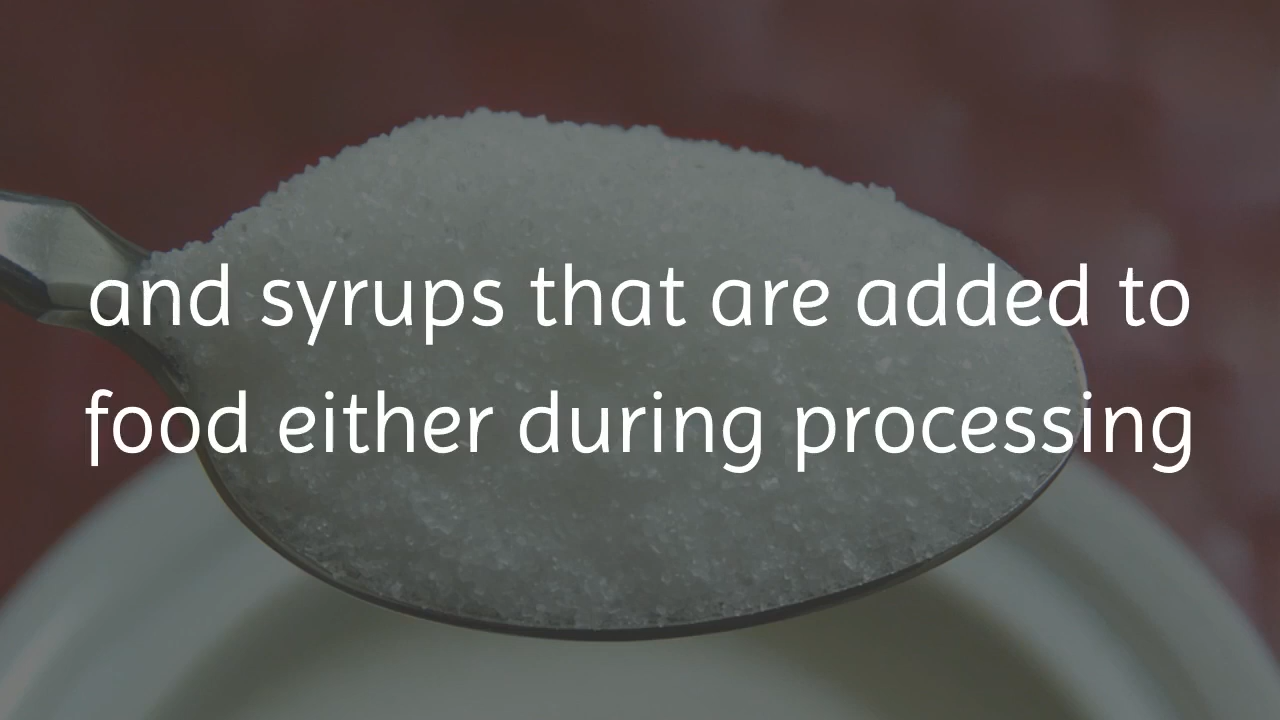 and syrups that are added to
food either during processing